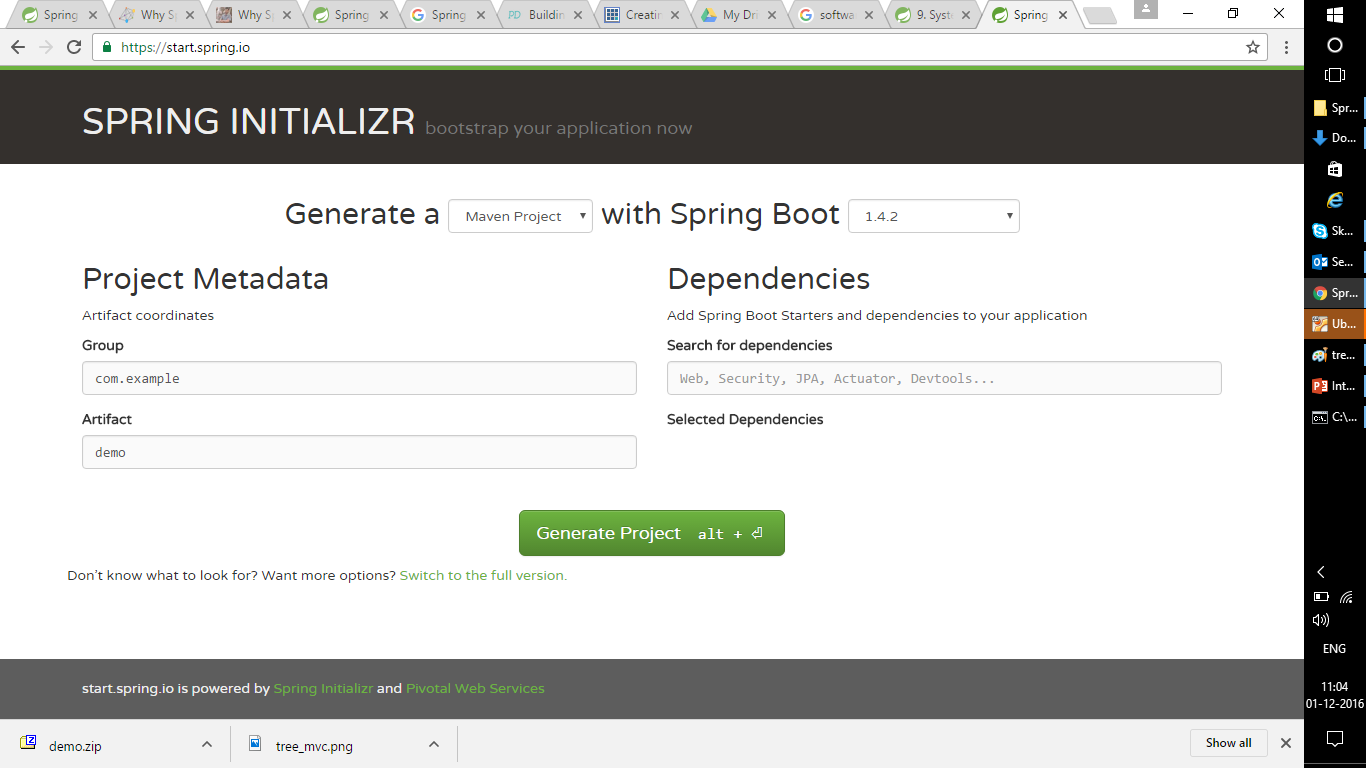 Spring
Why S
Why S
Spring
Spring
Buildin
Creatin
My Dri
softwa
9. Syst
Spring
https://start.spring.io
SPRING INITIALIZR bootstrap your application now
Generate a Maven Project with Spring Boot 1.4.2
Project Metadata
Artifact coordinates
Group
com.example
Artifact
demo
Dependencies
Add Spring Boot Starters and dependencies to your application
Search for dependencies
Web, Security, JPA, Actuator, Devtools...
Selected Dependencies
Generate Project alt + ⏎
Don't know what to look for? Want more options? Switch to the full version.
start.spring.io is powered by Spring Initializr and Pivotal Web Services
demo.zip
tree_mvc.png
Show all
Spr...
Do...
Sk...
Se...
Spr...
Ub...
tre...
Int...
C:\...
ENG
11:04
01-12-2016